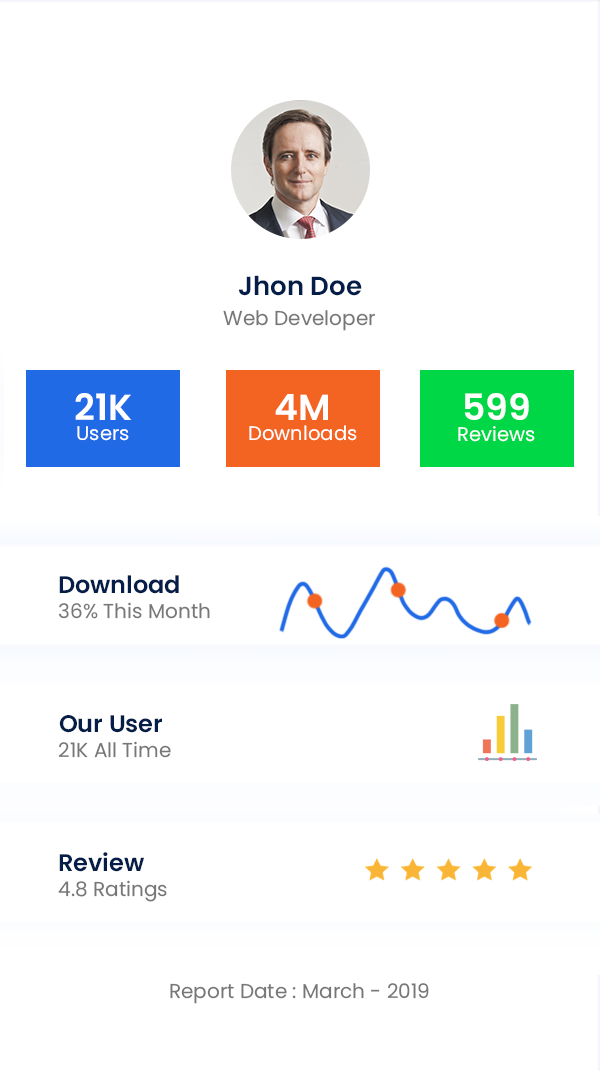 Jhon Doe
Web Developer
21K
Users
4M
Downloads
599
Reviews
Download
36% This Month
Our User
21K All Time
Review
4.8 Ratings
Report Date : March - 2019